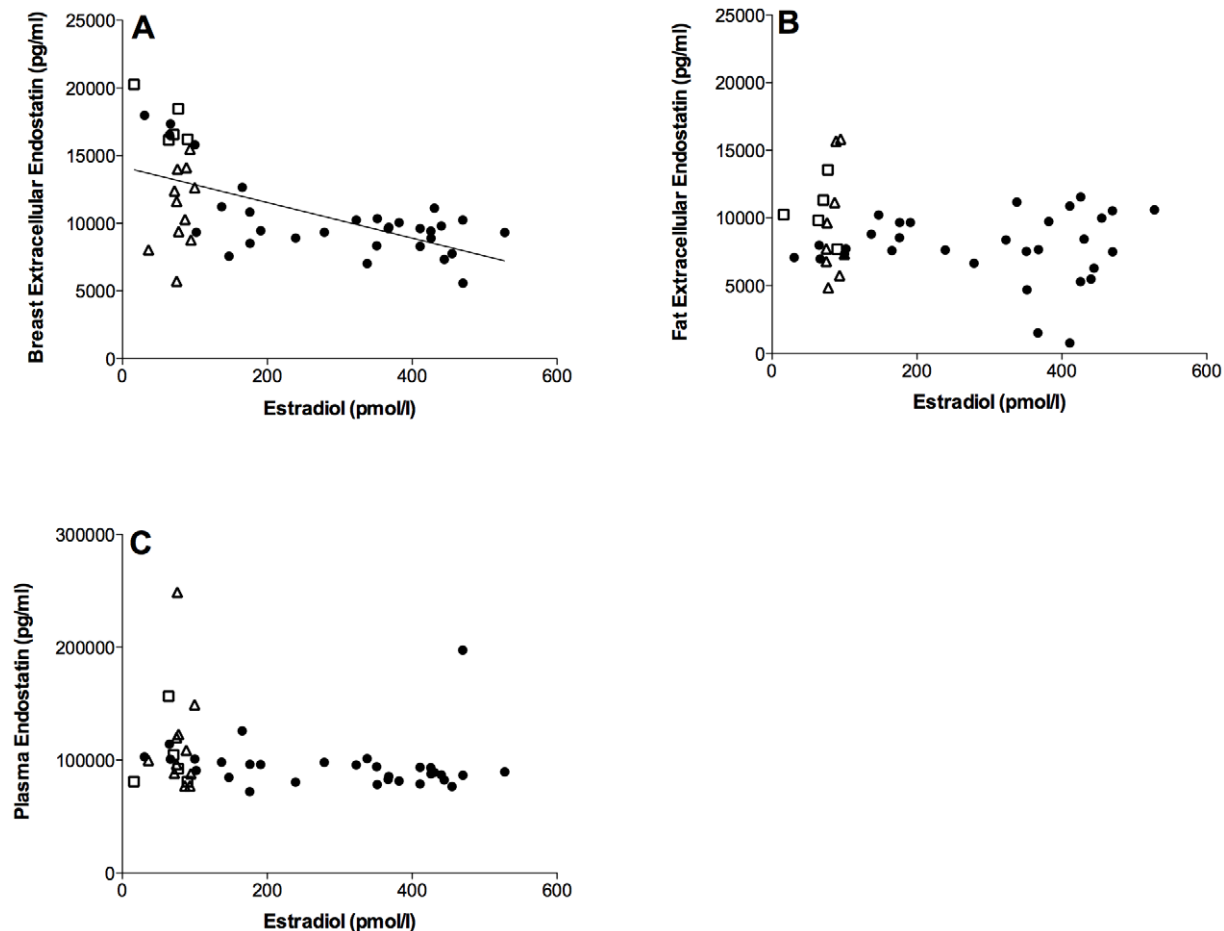 A
Breast Extracellular Endostatin (pg/ml)
25000
20000
15000
10000
5000
0
0 200 400 600
Estradiol (pmol/l)
B
Fat Extracellular Endostatin (pg/ml)
25000
20000
15000
10000
5000
0
0 200 400 600
Estradiol (pmol/l)
C
Plasma Endostatin (pg/ml)
300000
200000
100000
0
0 200 400 600
Estradiol (pmol/l)